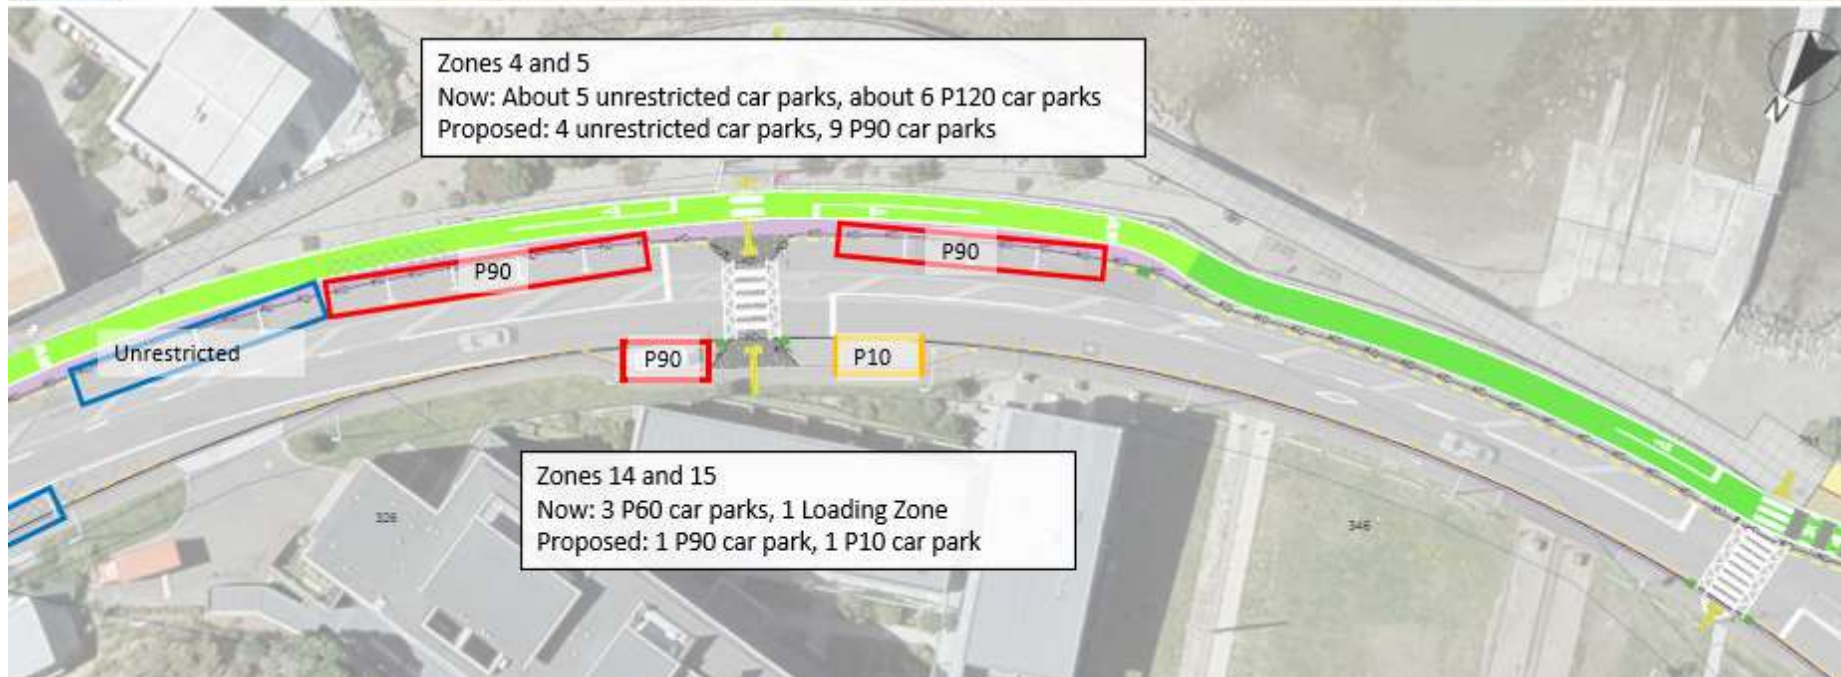 Zones 4 and 5
Now: About 5 unrestricted car parks, about 6 P120 car parks
Proposed: 4 unrestricted car parks, 9 P90 car parks
N
P90
P90
Unrestricted
P90
P10
Zones 14 and 15
Now: 3 P60 car parks, 1 Loading Zone
Proposed: 1 P90 car park, 1 P10 car park
326
346